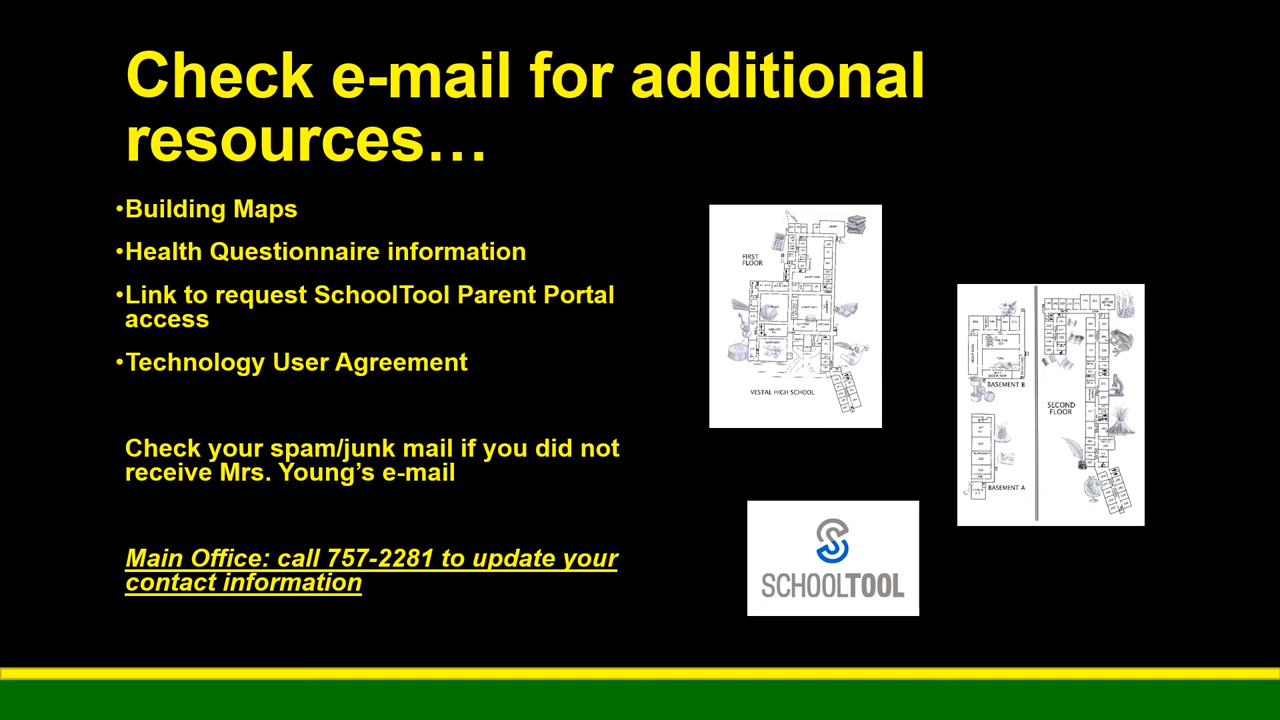 Check e-mail for additional
resources…
•Building Maps
•Health Questionnaire information
•Link to request SchoolTool Parent Portal
access
•Technology User Agreement
Check your spam/junk mail if you did not
receive Mrs. Young’s e-mail
Main Office: call 757-2281 to update your
contact information
FIRST
FLOOR
VESTAL HIGH SCHOOL
BASEMENT B
SECOND
FLOOR
BASEMENT A
SCHOOLTOOL